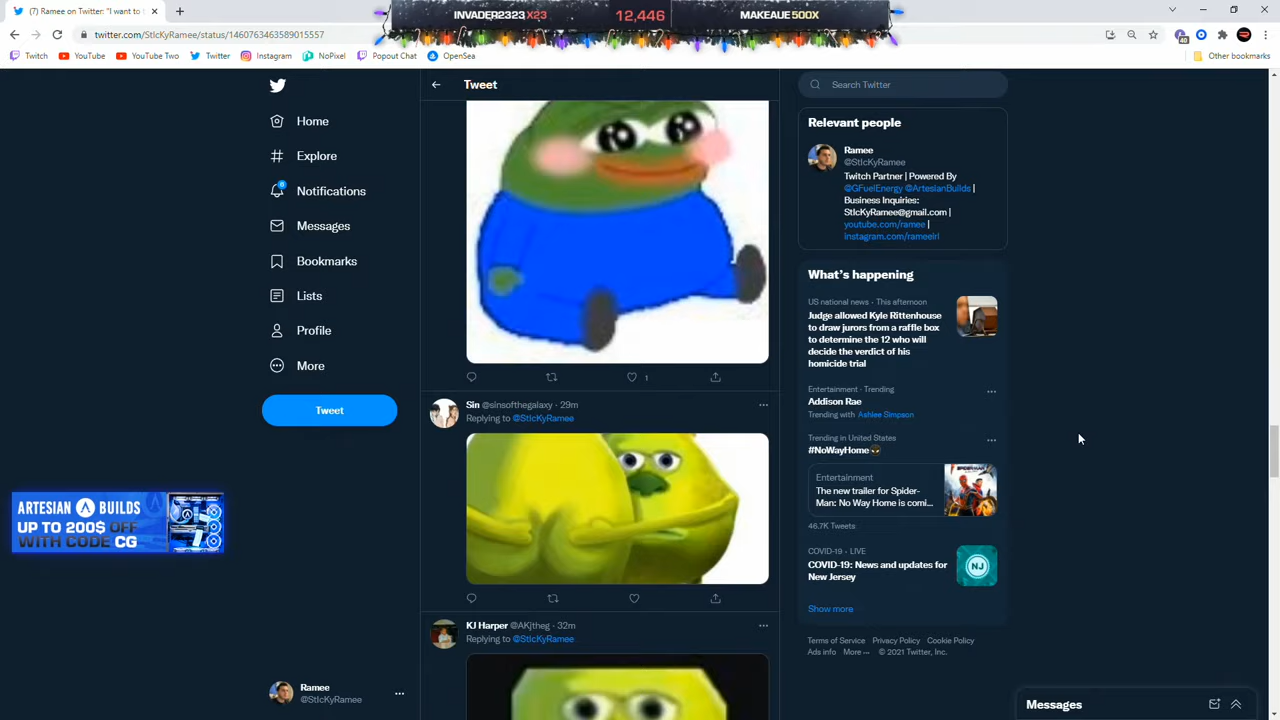 (7) Ramee on Twitter: "I want to
twitter.com/StIcKyRamee/status/1460763463589015557
INVADER2323 X23
12,446
MAKEAUE 500X
40
Twitch
YouTube
YouTube Two
Twitter
Instagram
NoPixel
Popout Chat
OpenSea
Other bookmarks
Home
Explore
6
Notifications
Messages
Bookmarks
Lists
Profile
More
Tweet
ARTESIAN BUILDS
UP TO 200$ OFF
WITH CODE CG
Ramee
@StIcKyRamee
Tweet
1
Sin @sinsofthegalaxy · 29m
Replying to @StIcKyRamee
KJ Harper @AKjtheg · 32m
Replying to @StIcKyRamee
Search Twitter
Relevant people
Ramee
@StIcKyRamee
Twitch Partner | Powered By
@GFuelEnergy @ArtesianBuilds |
Business Inquiries:
StIcKyRamee@gmail.com |
youtube.com/ramee |
instagram.com/rameeirl
What's happening
US national news · This afternoon
Judge allowed Kyle Rittenhouse
to draw jurors from a raffle box
to determine the 12 who will
decide the verdict of his
homicide trial
Entertainment · Trending
Addison Rae
Trending with Ashlee Simpson
Trending in United States
#NoWayHome
Entertainment
The new trailer for Spider-
Man: No Way Home is comi...
46.7K Tweets
COVID-19 · LIVE
COVID-19: News and updates for
New Jersey
NJ
Show more
Terms of Service Privacy Policy Cookie Policy
Ads info More ··· © 2021 Twitter, Inc.
Messages